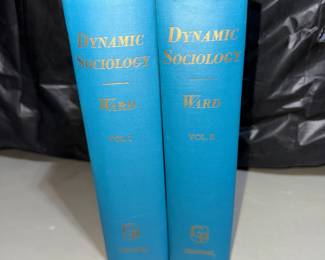 DYNAMIC
SOCIOLOGY
WARD
VOL. I
DYNAMIC
SOCIOLOGY
WARD
VOL. II